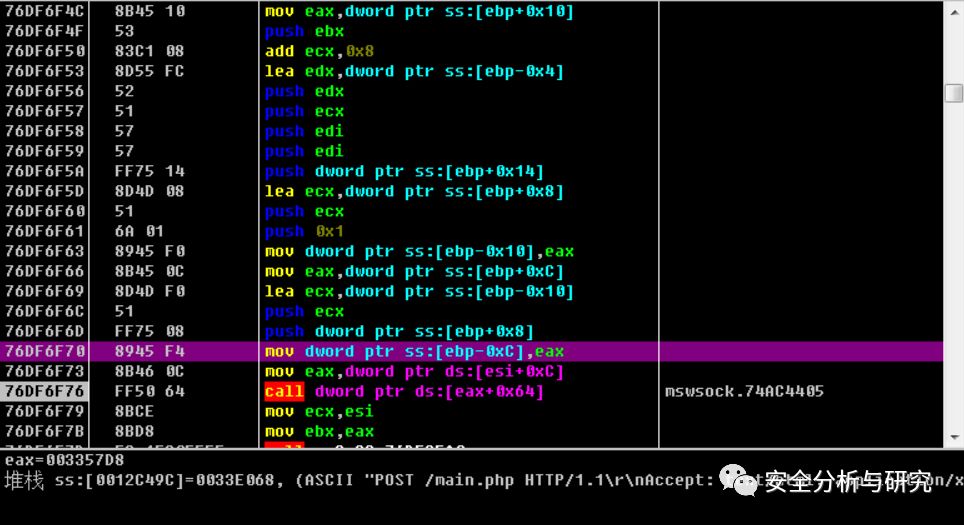 76DF6F4C 8B45 10 mov eax,dword ptr ss:[ebp+0x10]
76DF6F4F 53 push ebx
76DF6F50 83C1 08 add ecx,0x8
76DF6F53 8D55 FC lea edx,dword ptr ss:[ebp-0x4]
76DF6F56 52 push edx
76DF6F57 51 push ecx
76DF6F58 57 push edi
76DF6F59 57 push edi
76DF6F5A FF75 14 push dword ptr ss:[ebp+0x14]
76DF6F5D 8D4D 08 lea ecx,dword ptr ss:[ebp+0x8]
76DF6F60 51 push ecx
76DF6F61 6A 01 push 0x1
76DF6F63 8945 F0 mov dword ptr ss:[ebp-0x10],eax
76DF6F66 8B45 0C mov eax,dword ptr ss:[ebp+0xC]
76DF6F69 8D4D F0 lea ecx,dword ptr ss:[ebp-0x10]
76DF6F6C 51 push ecx
76DF6F6D FF75 08 push dword ptr ss:[ebp+0x8]
76DF6F70 8945 F4 mov dword ptr ss:[ebp-0xC],eax
76DF6F73 8B46 0C mov eax,dword ptr ds:[esi+0xC]
76DF6F76 FF50 64 call dword ptr ds:[eax+0x64] mswsock.74AC4405
76DF6F79 8BCE mov ecx,esi
76DF6F7B 8BD8 mov ebx,eax
eax=003357D8
堆栈 ss:[0012C49C]=0033E068, (ASCII "POST /main.php HTTP/1.1\r\nAccept:
安全分析与研究